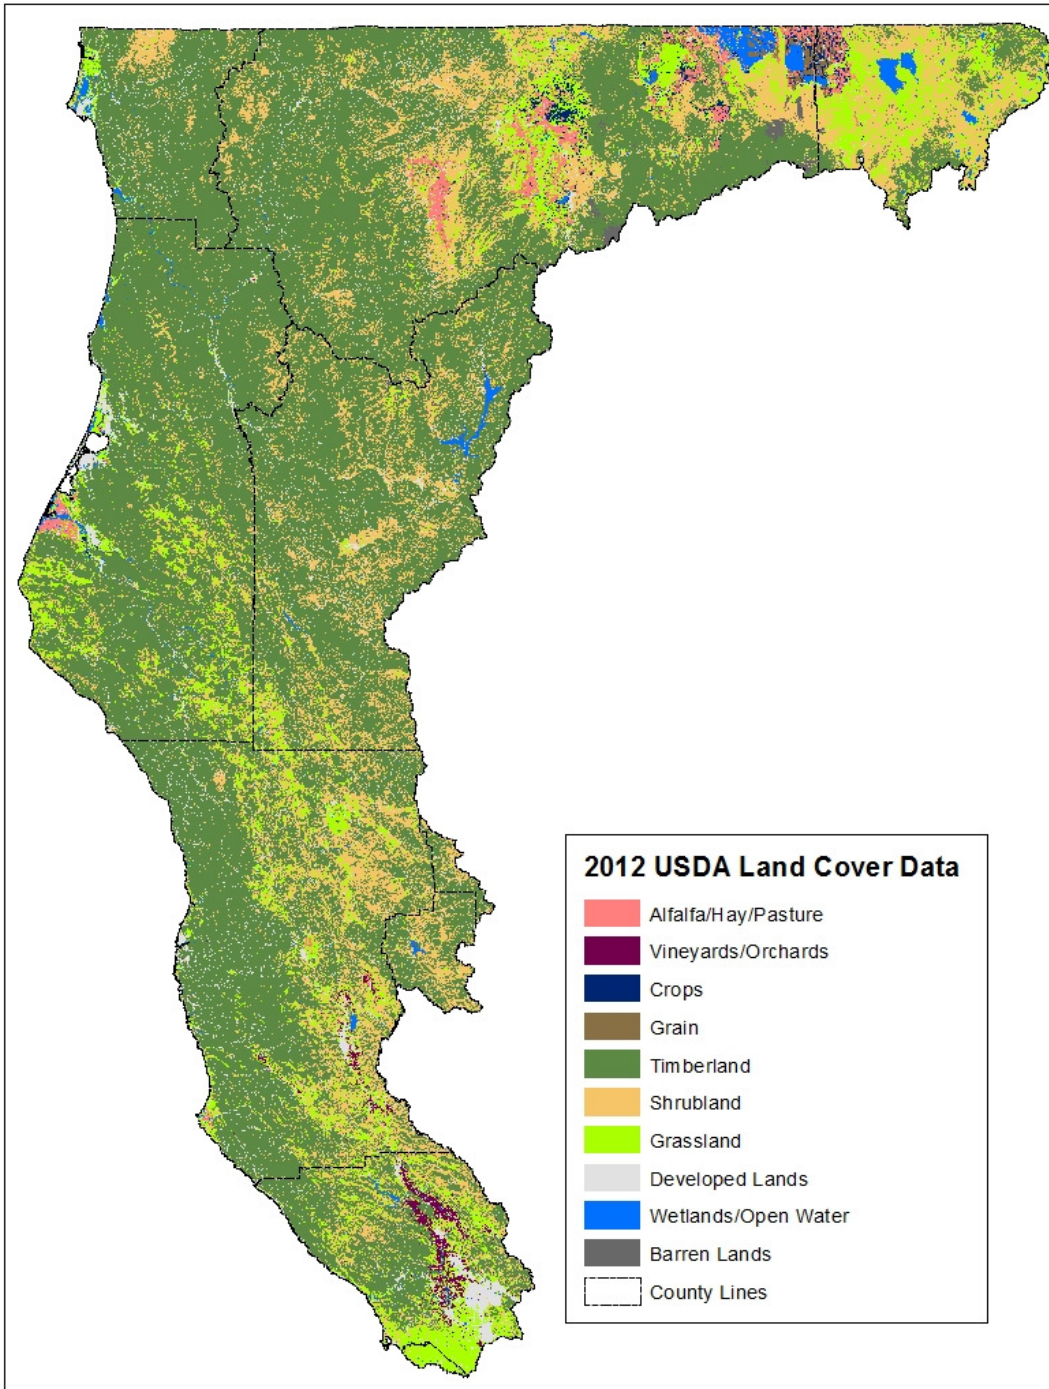 2012 USDA Land Cover Data
Alfalfa/Hay/Pasture
Vineyards/Orchards
Crops
Grain
Timberland
Shrubland
Grassland
Developed Lands
Wetlands/Open Water
Barren Lands
County Lines